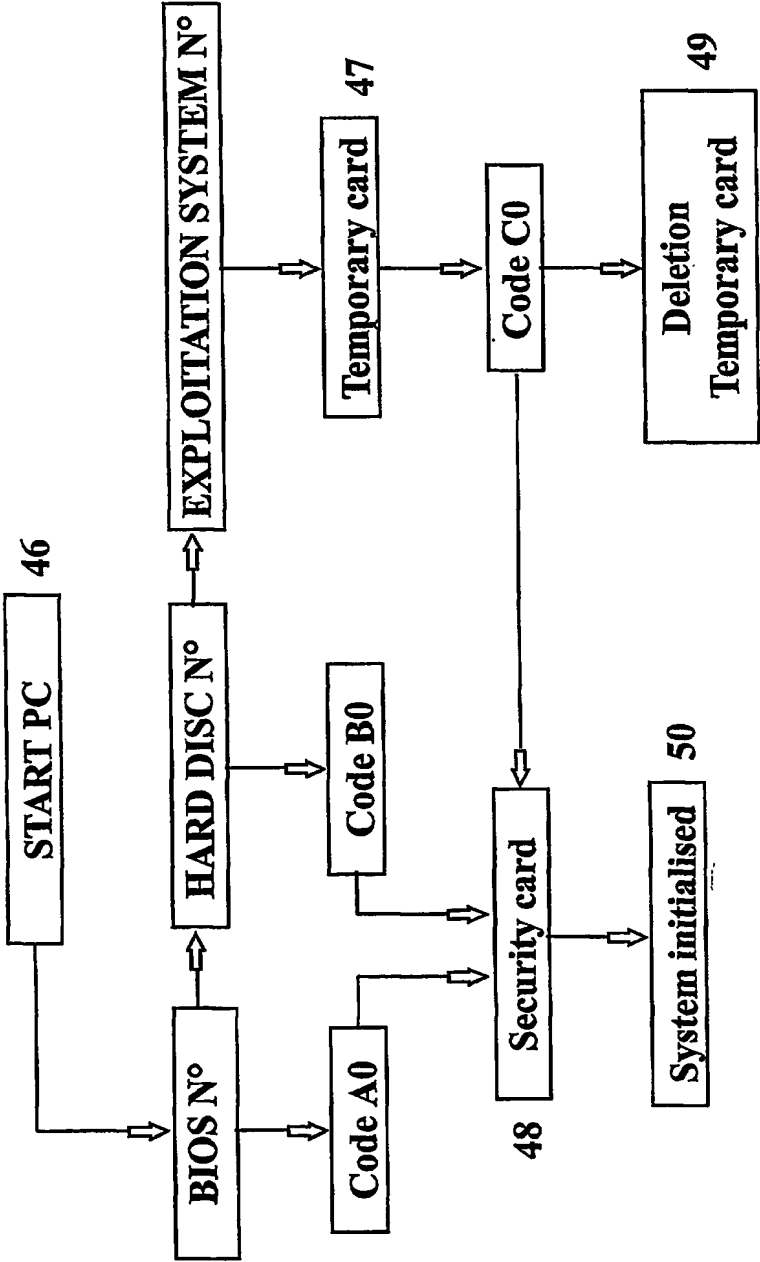 START PC 46
BIOS N°
HARD DISC N°
EXPLOITATION SYSTEM N°
Code A0
Code B0
Temporary card 47
48 Security card
Code C0
System initialised 50
Deletion
Temporary card
49